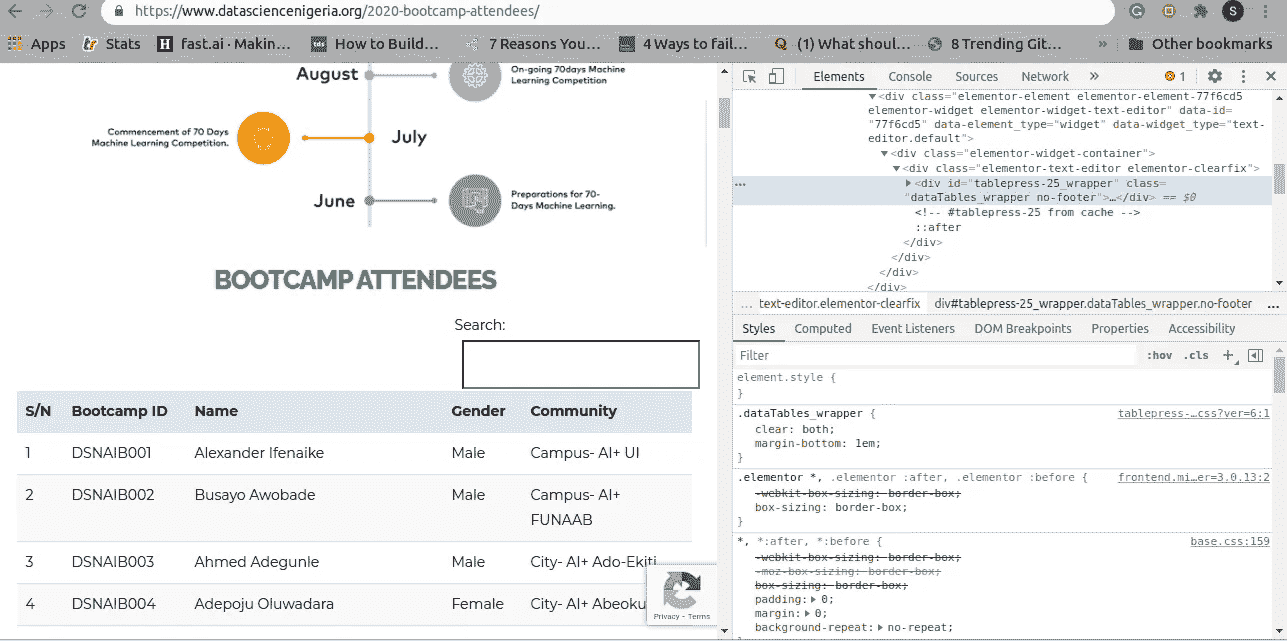 https://www.datasciencenigeria.org/2020-bootcamp-attendees/
S
Apps Stats H fast.ai · Makin… tds How to Build… 7 Reasons You… 4 Ways to fail… Q (1) What shoul… 8 Trending Git… » Other bookmarks
August
On-going 70days Machine
Learning Competition
Commencement of 70 Days
Machine Learning Competition.
July
June
Preparations for 70-
Days Machine Learning.
BOOTCAMP ATTENDEES
Search:
S/N Bootcamp ID Name Gender Community
1 DSNAIB001 Alexander Ifenaike Male Campus- AI+ UI
2 DSNAIB002 Busayo Awobade Male Campus- AI+
FUNAAB
3 DSNAIB003 Ahmed Adegunle Male City- AI+ Ado-Ekiti
4 DSNAIB004 Adepoju Oluwadara Female City- AI+ Abeoku
Privacy - Terms
Elements Console Sources Network » 1
▼<div class="elementor-element elementor-element-77f6cd5
elementor-widget elementor-widget-text-editor" data-id=
"77f6cd5" data-element_type="widget" data-widget_type="text-
editor.default">
▼<div class="elementor-widget-container">
▼<div class="elementor-text-editor elementor-clearfix">
… ▶<div id="tablepress-25_wrapper" class=
"dataTables_wrapper no-footer">…</div> == $0
<!-- #tablepress-25 from cache -->
::after
</div>
</div>
</div>
</div>
… text-editor.elementor-clearfix div#tablepress-25_wrapper.dataTables_wrapper.no-footer …
Styles Computed Event Listeners DOM Breakpoints Properties Accessibility
Filter :hov .cls +
element.style {
}
.dataTables_wrapper { tablepress-…css?ver=6:1
clear: both;
margin-bottom: 1em;
}
.elementor *, .elementor :after, .elementor :before { frontend.mi…er=3.0.13:2
-webkit-box-sizing: border-box;
box-sizing: border-box;
}
*, *:after, *:before { base.css:159
-webkit-box-sizing: border-box;
-moz-box-sizing: border-box;
box-sizing: border-box;
padding:▶ 0;
margin:▶ 0;
background-repeat:▶ no-repeat;